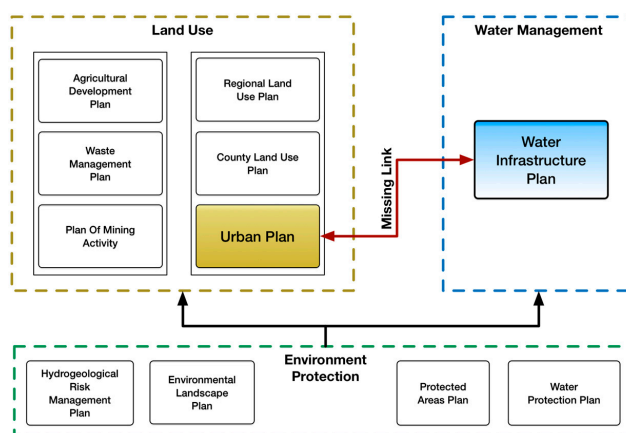 Land Use
Water Management
Agricultural
Development
Plan
Regional Land
Use Plan
Waste
Management
Plan
County Land Use
Plan
Plan Of Mining
Activity
Urban Plan
Missing Link
Water
Infrastructure
Plan
Environment
Protection
Hydrogeological
Risk
Management
Plan
Environmental
Landscape
Plan
Protected
Areas Plan
Water
Protection Plan